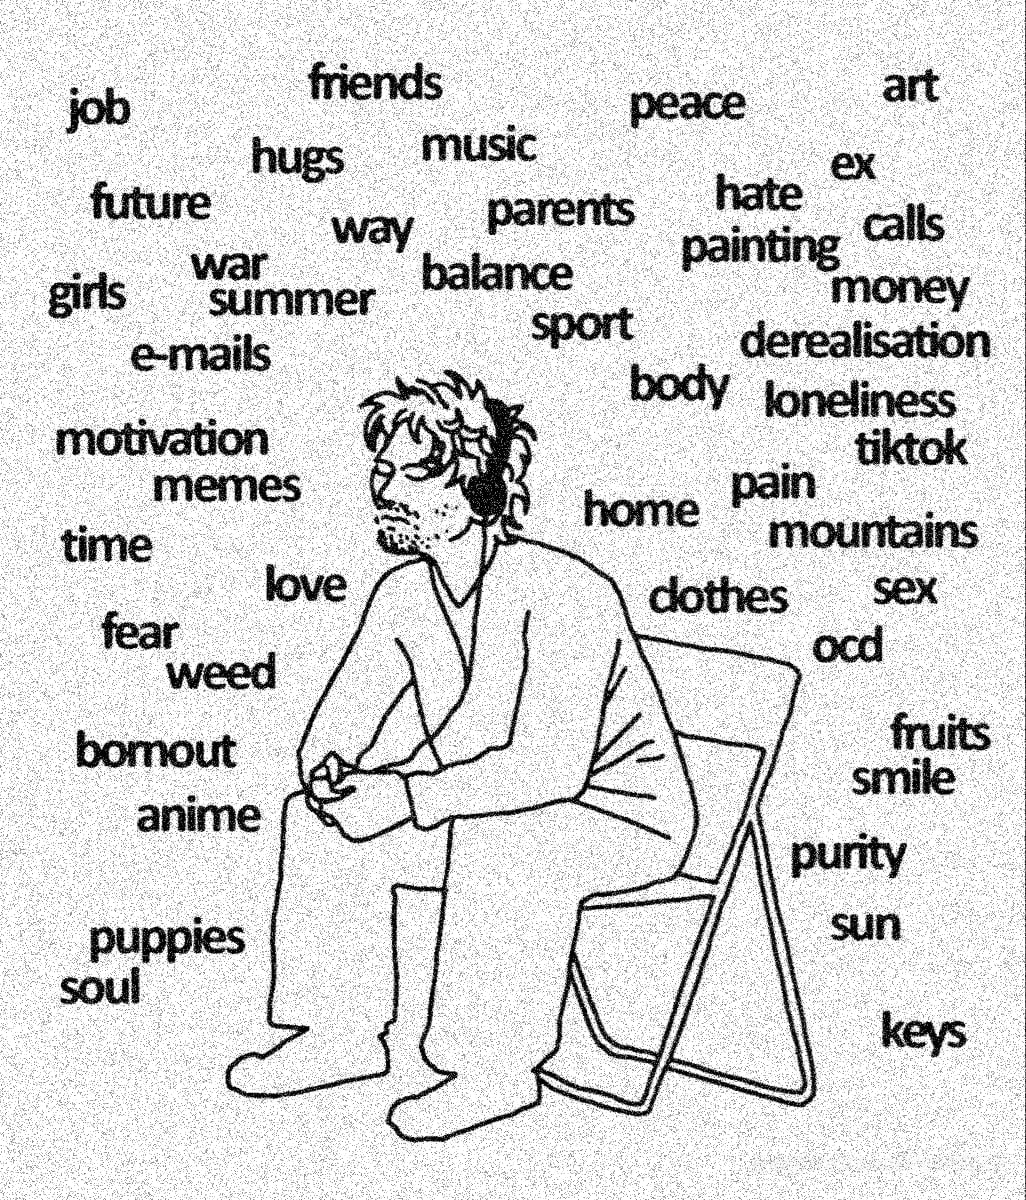 friends
art
job
peace
music
hugs
ex
hate
future
parents
calls
way
painting
war
balance
girls
summer
money
sport
derealisation
e-mails
body
loneliness
motivation
tiktok
memes
pain
home
mountains
time
love
clothes
sex
fear
ocd
weed
fruits
bornout
smile
anime
purity
sun
puppies
soul
keys